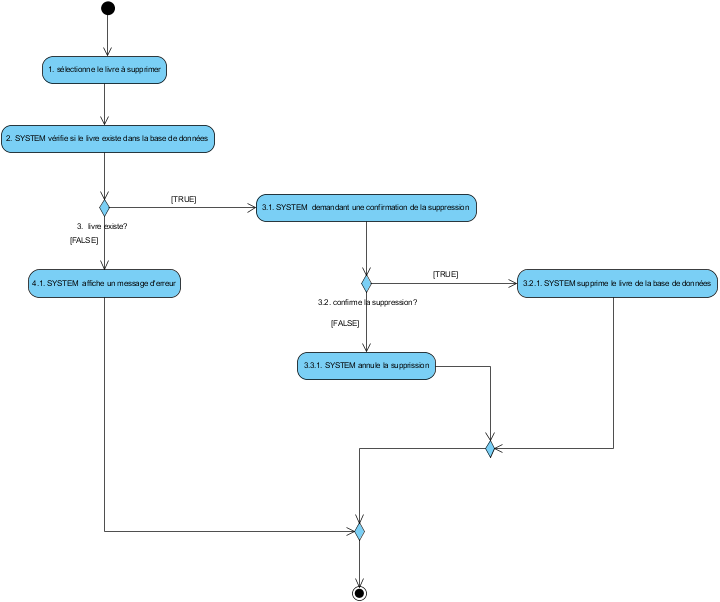 1. sélectionne le livre à supprimer
2. SYSTEM vérifie si le livre existe dans la base de données
[TRUE]
3.1. SYSTEM demandant une confirmation de la suppression
3. livre existe?
[FALSE]
4.1. SYSTEM affiche un message d'erreur
[TRUE]
3.2.1. SYSTEM supprime le livre de la base de données
3.2. confirme la suppression?
[FALSE]
3.3.1. SYSTEM annule la supprission